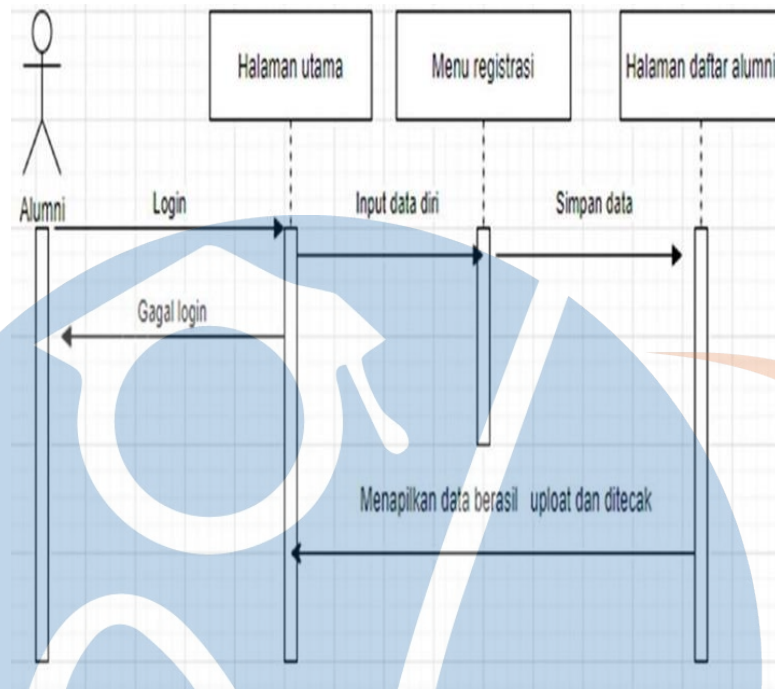 Halaman utama
Menu registrasi
Halaman daftar alumni
Alumni
Login
Input data diri
Simpan data
Gagal login
Menapilkan data berasil uploat dan ditecak